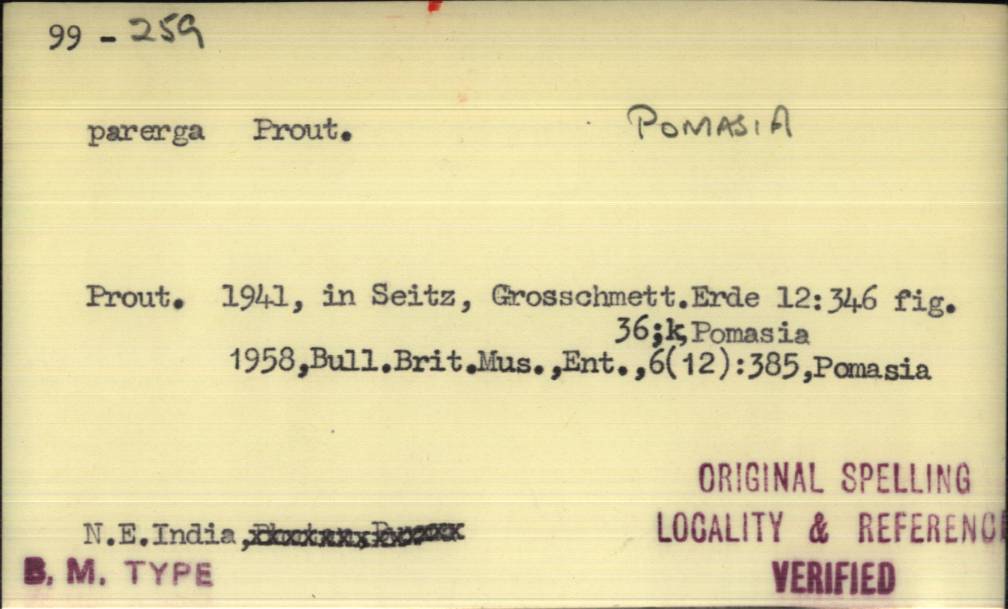 99 - 259
parerga Prout. POMASIA
Prout. 1941, in Seitz, Grosschmett.Erde 12:346 fig.
36;k,Pomasia
1958,Bull.Brit.Mus.,Ent.,6(12):385,Pomasia
ORIGINAL SPELLING
N.E.India, LOCALITY & REFERENCE
B. M. TYPE VERIFIED